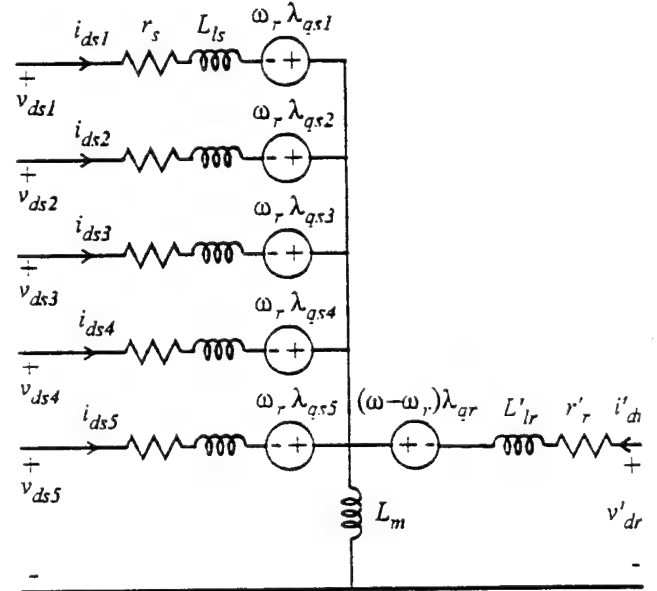 i_ds1 r_s L_ls ω_r λ_qs1
- +
+
v_ds1
i_ds2 ω_r λ_qs2
- +
+
v_ds2
i_ds3 ω_r λ_qs3
- +
+
v_ds3
i_ds4 ω_r λ_qs4
- +
+
v_ds4
i_ds5 ω_r λ_qs5 (ω-ω_r)λ_qr L'_lr r'_r
- + + -
+ +
v_ds5 L_m v'_dr
- -